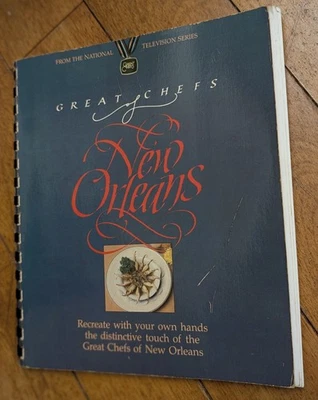 FROM THE NATIONAL TELEVISION SERIES
GREAT CHEFS
of
New
Orleans
Recreate with your own hands
the distinctive touch of the
Great Chefs of New Orleans